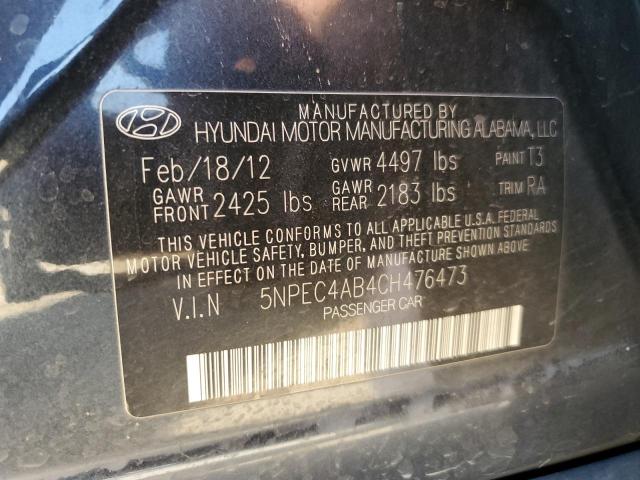 MANUFACTURED BY
HYUNDAI MOTOR MANUFACTURING ALABAMA, LLC
Feb/18/12 GVWR 4497 lbs PAINT T3
GAWR FRONT 2425 lbs GAWR REAR 2183 lbs TRIM RA
THIS VEHICLE CONFORMS TO ALL APPLICABLE U.S.A. FEDERAL
MOTOR VEHICLE SAFETY, BUMPER, AND THEFT PREVENTION STANDARDS
IN EFFECT ON THE DATE OF MANUFACTURE SHOWN ABOVE.
V.I.N 5NPEC4AB4CH476473
PASSENGER CAR